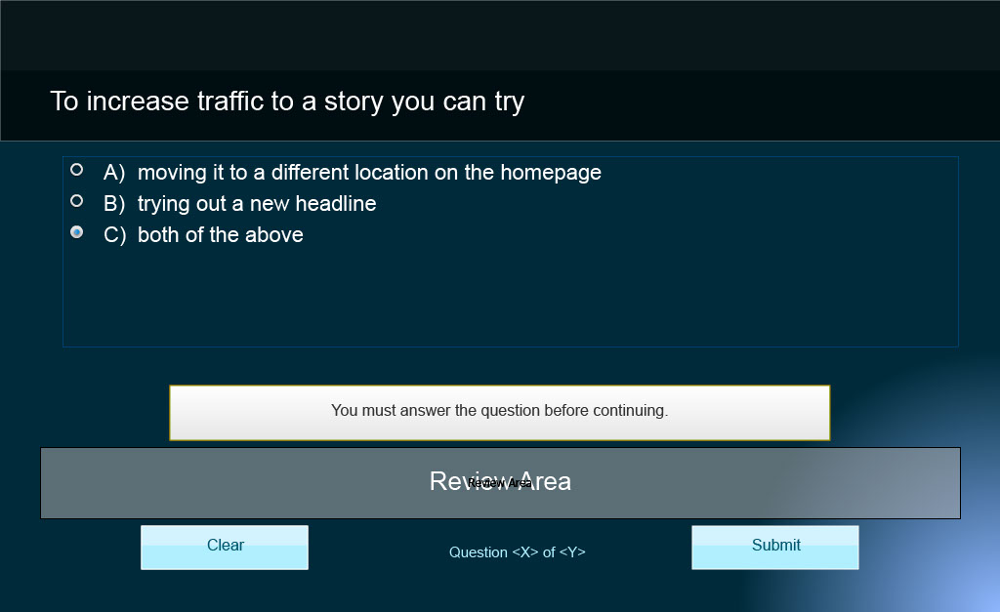 To increase traffic to a story you can try
A) moving it to a different location on the homepage
B) trying out a new headline
C) both of the above
You must answer the question before continuing.
Review Area
Review Area
Clear
Question <X> of <Y>
Submit